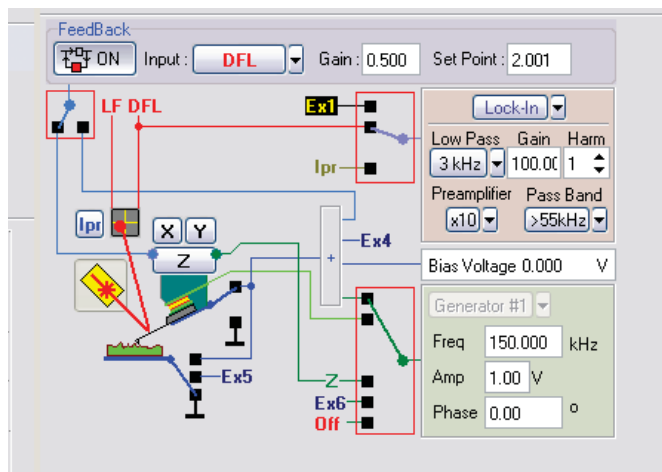 FeedBack
ON Input : DFL Gain : 0.500 Set Point : 2.001
LF DFL
Ex1
Ipr
Lock-In
Low Pass Gain Harm
3 kHz 100.00 1
Preamplifier Pass Band
x10 >55kHz
Ipr
X Y
Z
Ex4
+
Bias Voltage 0.000 V
Generator #1
Freq 150.000 kHz
Amp 1.00 V
Phase 0.00 °
Ex5
Z
Ex6
Off